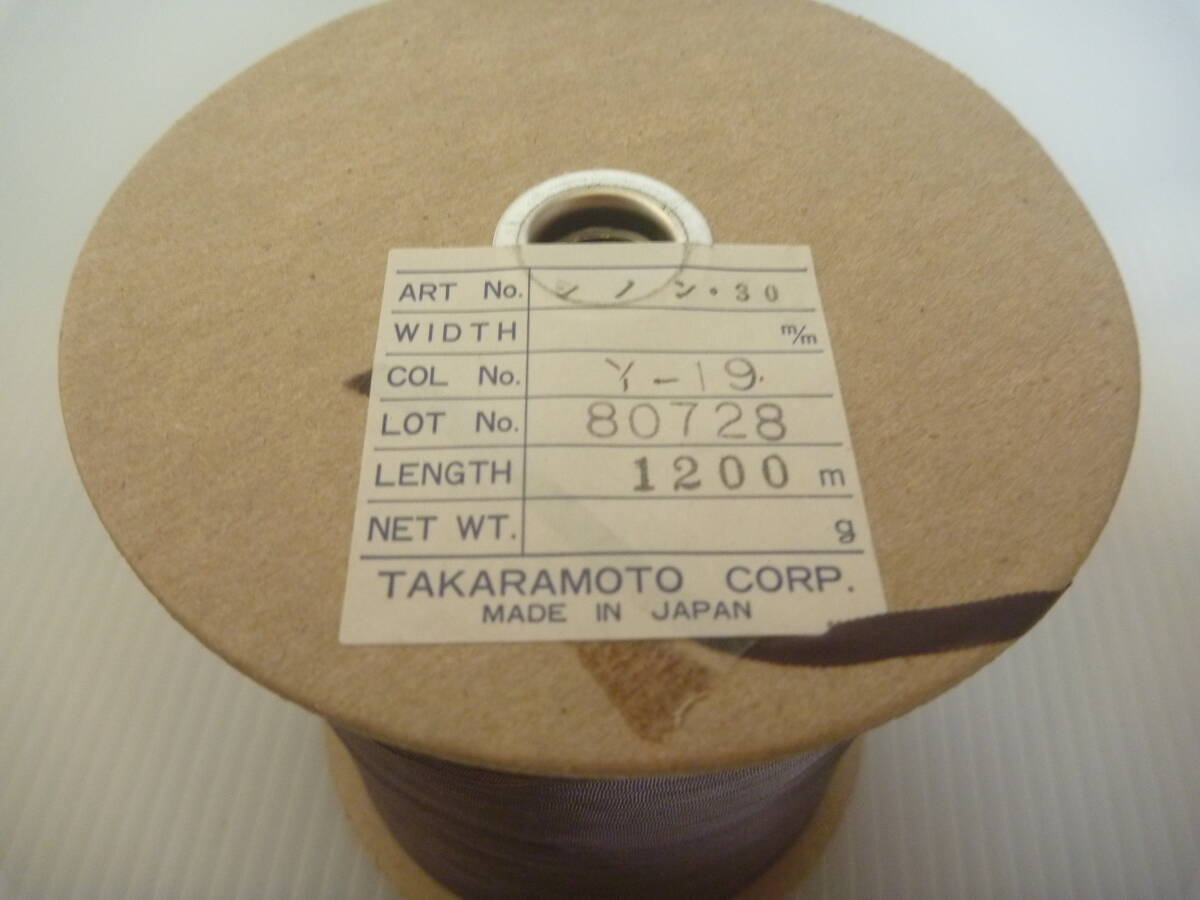 ART No. シノン・30
WIDTH m/m
COL No. Y-19.
LOT No. 80728
LENGTH 1200 m
NET WT. g
TAKARAMOTO CORP.
MADE IN JAPAN